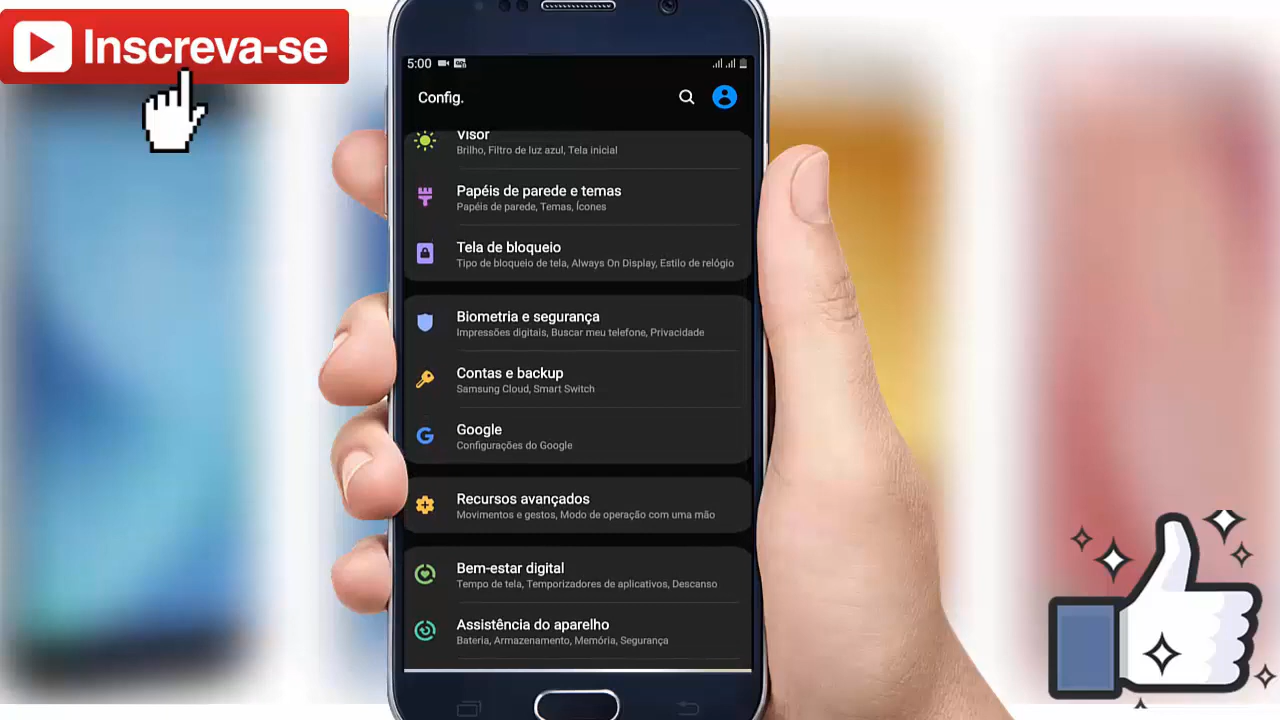 Inscreva-se
5:00
Config.
Visor
Brilho, Filtro de luz azul, Tela inicial
Papéis de parede e temas
Papéis de parede, Temas, Ícones
Tela de bloqueio
Tipo de bloqueio de tela, Always On Display, Estilo de relógio
Biometria e segurança
Impressões digitais, Buscar meu telefone, Privacidade
Contas e backup
Samsung Cloud, Smart Switch
Google
Configurações do Google
Recursos avançados
Movimentos e gestos, Modo de operação com uma mão
Bem-estar digital
Tempo de tela, Temporizadores de aplicativos, Descanso
Assistência do aparelho
Bateria, Armazenamento, Memória, Segurança